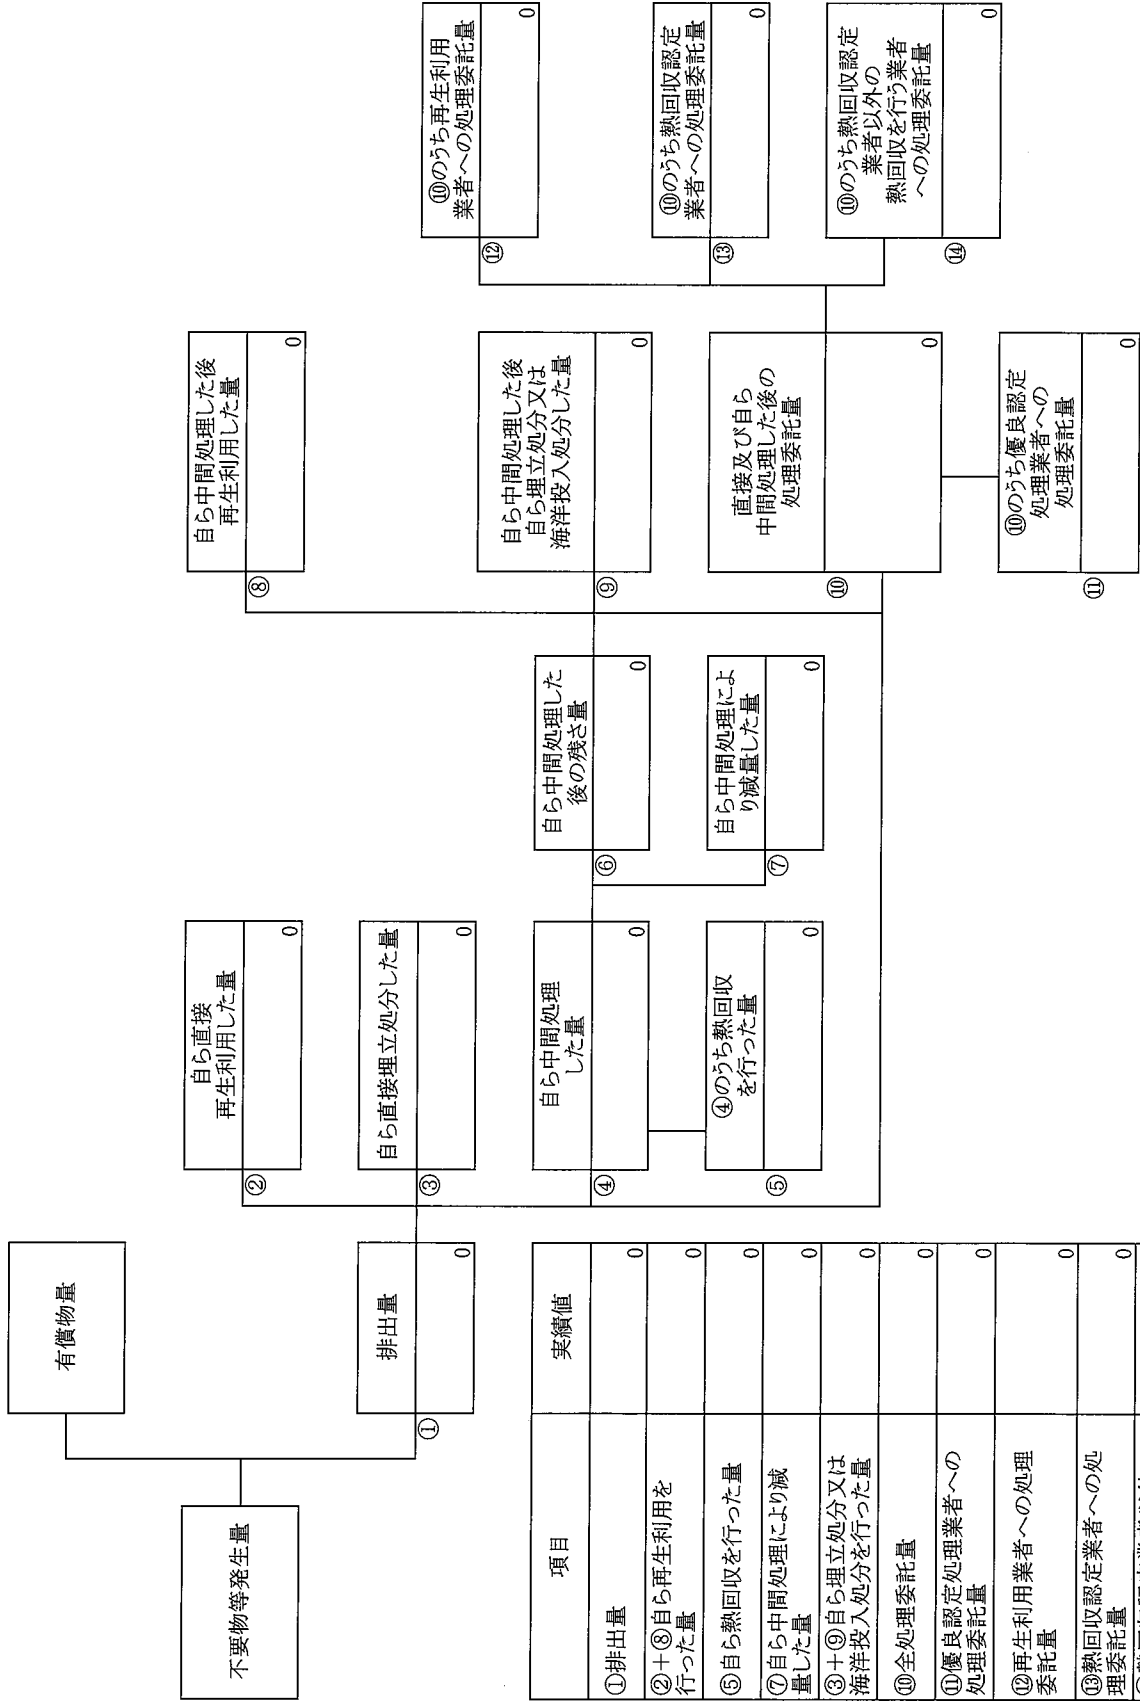 不要物等発生量
有償物量
①
排出量
0
②
自ら直接
再生利用した量
0
③
自ら直接埋立処分した量
0
④
自ら中間処理
した量
0
⑤
④のうち熱回収
を行った量
0
⑥
自ら中間処理した
後の残さ量
0
⑦
自ら中間処理によ
り減量した量
0
⑧
自ら中間処理した後
再生利用した量
0
⑨
自ら中間処理した後
自ら埋立処分又は
海洋投入処分した量
0
⑩
直接及び自ら
中間処理した後の
処理委託量
0
⑪
⑩のうち優良認定
処理業者への
処理委託量
0
⑫
⑩のうち再生利用
業者への処理委託量
0
⑬
⑩のうち熱回収認定
業者への処理委託量
0
⑭
⑩のうち熱回収認定
業者以外の
熱回収を行う業者
への処理委託量
0
項目 実績値
①排出量 0
②+⑧自ら再生利用を
行った量 0
⑤自ら熱回収を行った量 0
⑦自ら中間処理により減
量した量 0
③+⑨自ら埋立処分又は
海洋投入処分を行った量 0
⑩全処理委託量 0
⑪優良認定処理業者への
処理委託量 0
⑫再生利用業者への処理
委託量 0
⑬熱回収認定業者への処
理委託量 0